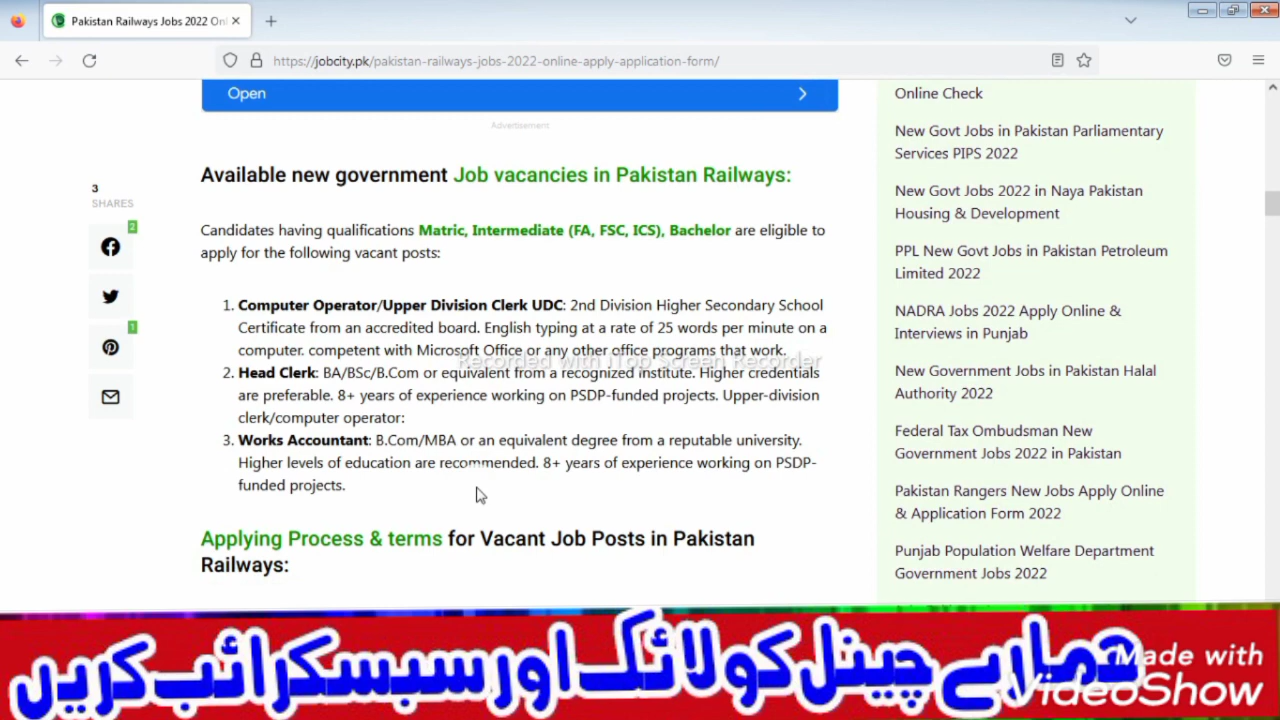 Pakistan Railways Jobs 2022 Onl
https://jobcity.pk/pakistan-railways-jobs-2022-online-apply-application-form/
Open
Advertisement
3
SHARES
2
1
Available new government Job vacancies in Pakistan Railways:
Candidates having qualifications Matric, Intermediate (FA, FSC, ICS), Bachelor are eligible to
apply for the following vacant posts:
1. Computer Operator/Upper Division Clerk UDC: 2nd Division Higher Secondary School
Certificate from an accredited board. English typing at a rate of 25 words per minute on a
computer. competent with Microsoft Office or any other office programs that work.
Recorded with iTop Screen Recorder
2. Head Clerk: BA/BSc/B.Com or equivalent from a recognized institute. Higher credentials
are preferable. 8+ years of experience working on PSDP-funded projects. Upper-division
clerk/computer operator:
3. Works Accountant: B.Com/MBA or an equivalent degree from a reputable university.
Higher levels of education are recommended. 8+ years of experience working on PSDP-
funded projects.
Applying Process & terms for Vacant Job Posts in Pakistan
Railways:
Online Check
New Govt Jobs in Pakistan Parliamentary
Services PIPS 2022
New Govt Jobs 2022 in Naya Pakistan
Housing & Development
PPL New Govt Jobs in Pakistan Petroleum
Limited 2022
NADRA Jobs 2022 Apply Online &
Interviews in Punjab
New Government Jobs in Pakistan Halal
Authority 2022
Federal Tax Ombudsman New
Government Jobs 2022 in Pakistan
Pakistan Rangers New Jobs Apply Online
& Application Form 2022
Punjab Population Welfare Department
Government Jobs 2022
ہمارے چینل کو لائک اور سبسکرائب کریں
Made with
VideoShow